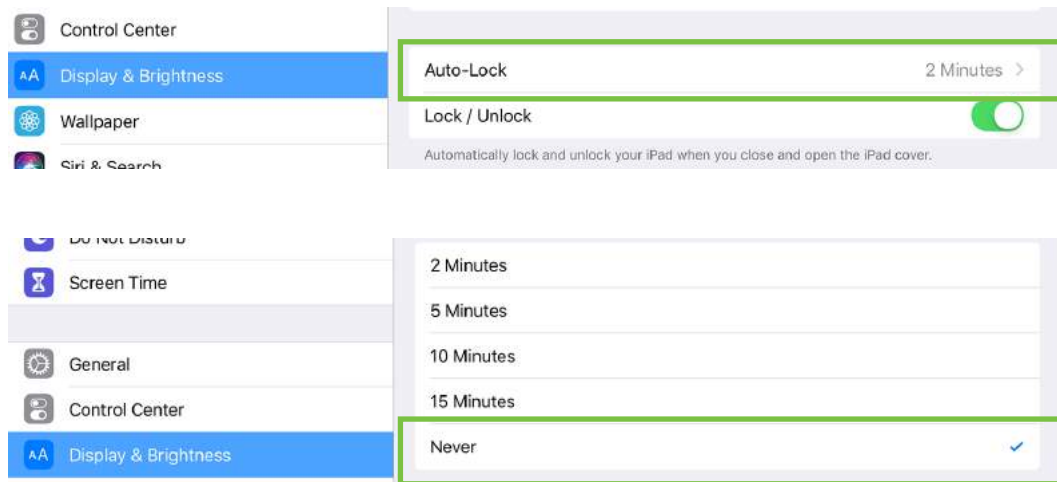 Control Center
AA Display & Brightness
Wallpaper
Siri & Search
Auto-Lock 2 Minutes >
Lock / Unlock
Automatically lock and unlock your iPad when you close and open the iPad cover.
Do Not Disturb
Screen Time
General
Control Center
AA Display & Brightness
2 Minutes
5 Minutes
10 Minutes
15 Minutes
Never